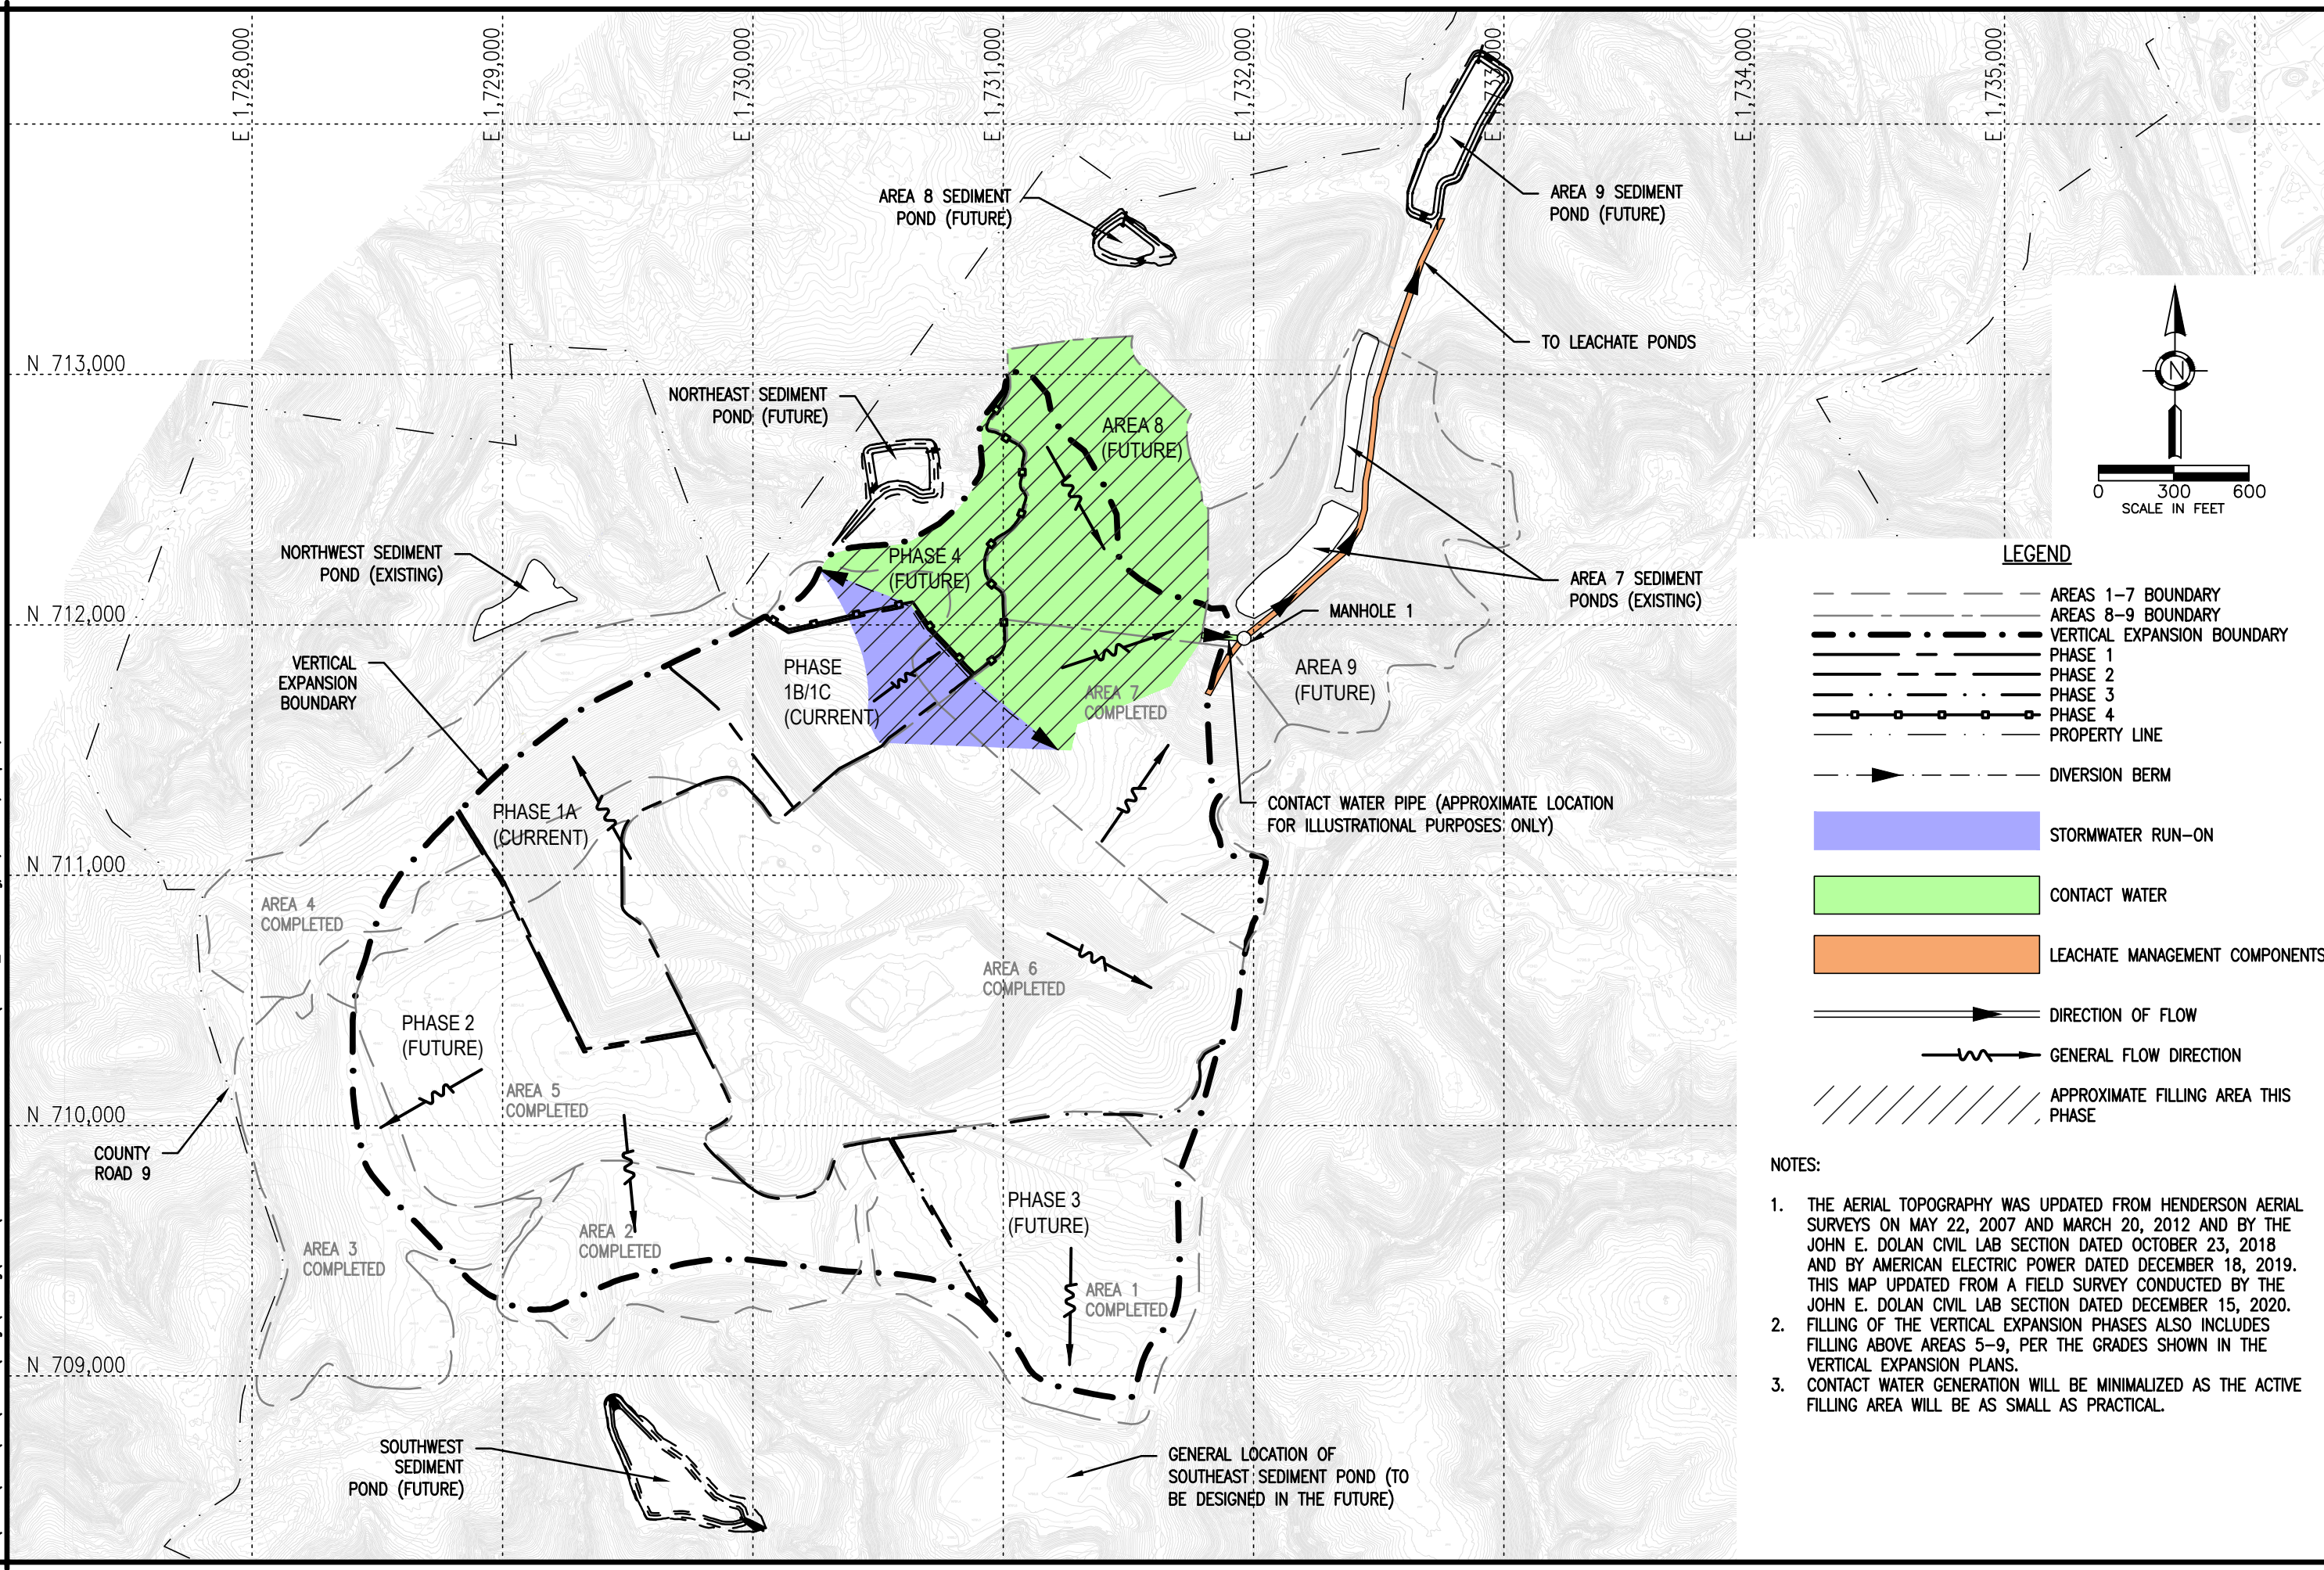 E 1,728,000
E 1,729,000
E 1,730,000
E 1,731,000
E 1,732,000
E 1,733,000
E 1,734,000
E 1,735,000
N 713,000
N 712,000
N 711,000
N 710,000
N 709,000
AREA 8 SEDIMENT
POND (FUTURE)
AREA 9 SEDIMENT
POND (FUTURE)
TO LEACHATE PONDS
NORTHEAST SEDIMENT
POND (FUTURE)
AREA 8
(FUTURE)
NORTHWEST SEDIMENT
POND (EXISTING)
PHASE 4
(FUTURE)
AREA 7 SEDIMENT
PONDS (EXISTING)
MANHOLE 1
VERTICAL
EXPANSION
BOUNDARY
PHASE
1B/1C
(CURRENT)
AREA 7
COMPLETED
AREA 9
(FUTURE)
PHASE 1A
(CURRENT)
CONTACT WATER PIPE (APPROXIMATE LOCATION
FOR ILLUSTRATIONAL PURPOSES ONLY)
AREA 4
COMPLETED
AREA 6
COMPLETED
PHASE 2
(FUTURE)
AREA 5
COMPLETED
COUNTY
ROAD 9
AREA 3
COMPLETED
AREA 2
COMPLETED
PHASE 3
(FUTURE)
AREA 1
COMPLETED
SOUTHWEST
SEDIMENT
POND (FUTURE)
GENERAL LOCATION OF
SOUTHEAST SEDIMENT POND (TO
BE DESIGNED IN THE FUTURE)
N
0 300 600
SCALE IN FEET
LEGEND
AREAS 1-7 BOUNDARY
AREAS 8-9 BOUNDARY
VERTICAL EXPANSION BOUNDARY
PHASE 1
PHASE 2
PHASE 3
PHASE 4
PROPERTY LINE
DIVERSION BERM
STORMWATER RUN-ON
CONTACT WATER
LEACHATE MANAGEMENT COMPONENTS
DIRECTION OF FLOW
GENERAL FLOW DIRECTION
APPROXIMATE FILLING AREA THIS
PHASE
NOTES:
1. THE AERIAL TOPOGRAPHY WAS UPDATED FROM HENDERSON AERIAL
SURVEYS ON MAY 22, 2007 AND MARCH 20, 2012 AND BY THE
JOHN E. DOLAN CIVIL LAB SECTION DATED OCTOBER 23, 2018
AND BY AMERICAN ELECTRIC POWER DATED DECEMBER 18, 2019.
THIS MAP UPDATED FROM A FIELD SURVEY CONDUCTED BY THE
JOHN E. DOLAN CIVIL LAB SECTION DATED DECEMBER 15, 2020.
2. FILLING OF THE VERTICAL EXPANSION PHASES ALSO INCLUDES
FILLING ABOVE AREAS 5-9, PER THE GRADES SHOWN IN THE
VERTICAL EXPANSION PLANS.
3. CONTACT WATER GENERATION WILL BE MINIMALIZED AS THE ACTIVE
FILLING AREA WILL BE AS SMALL AS PRACTICAL.